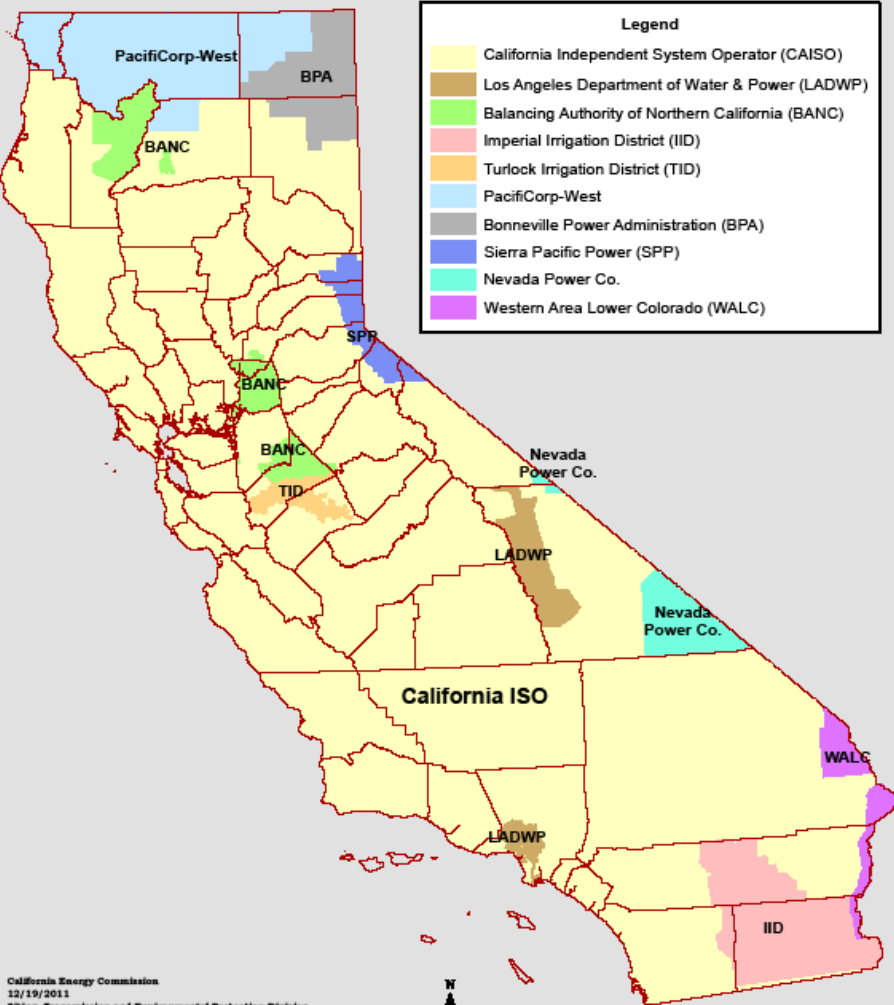 Legend
California Independent System Operator (CAISO)
Los Angeles Department of Water & Power (LADWP)
Balancing Authority of Northern California (BANC)
Imperial Irrigation District (IID)
Turlock Irrigation District (TID)
PacifiCorp-West
Bonneville Power Administration (BPA)
Sierra Pacific Power (SPP)
Nevada Power Co.
Western Area Lower Colorado (WALC)
PacifiCorp-West
BPA
BANC
SPP
BANC
BANC
Nevada
Power Co.
TID
LADWP
Nevada
Power Co.
California ISO
WALC
LADWP
IID
California Energy Commission
12/19/2011
N